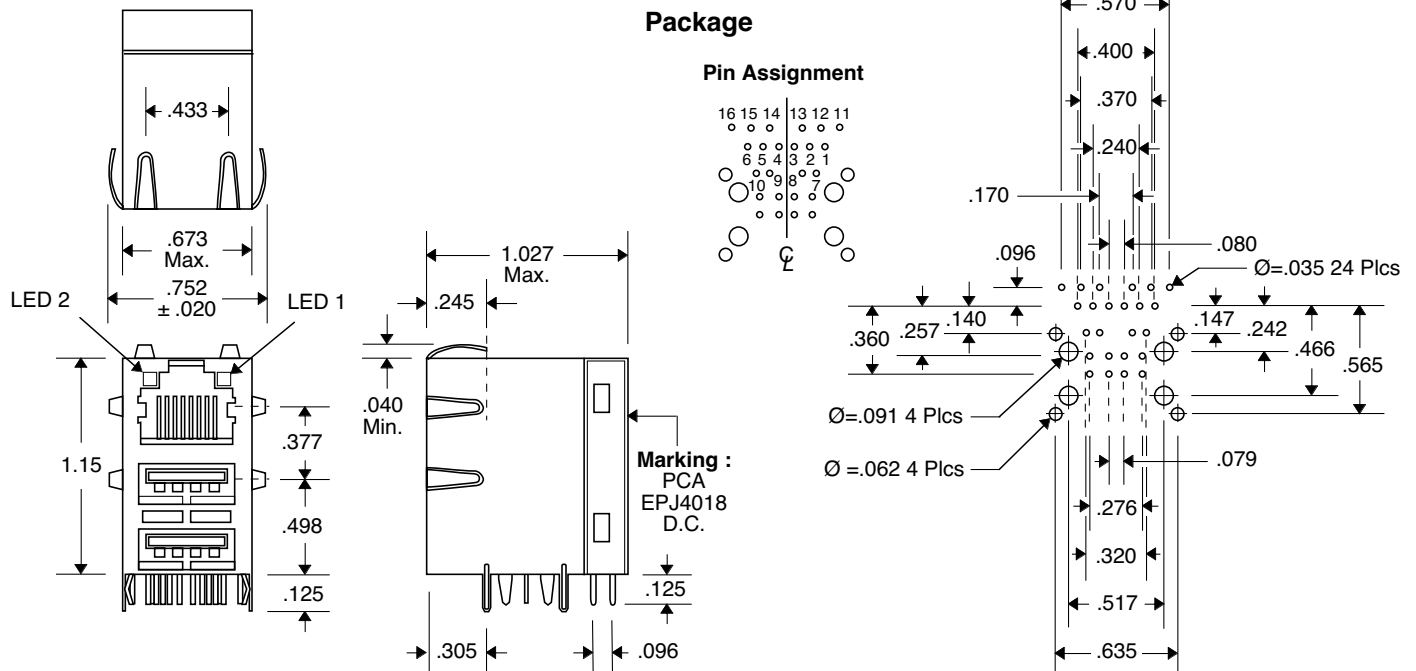 Package
Pin Assignment
16 15 14 13 12 11
6 5 4 3 2 1
10 9 8 7
℄
.433
.673
Max.
.752
± .020
LED 2
LED 1
1.15
.377
.498
.125
1.027
Max.
.245
.040
Min.
Marking :
PCA
EPJ4018
D.C.
.125
.305
.096
.570
.400
.370
.240
.170
.080
.096
Ø=.035 24 Plcs
.360
.257
.140
.147
.242
.466
.565
Ø=.091 4 Plcs
Ø =.062 4 Plcs
.079
.276
.320
.517
.635